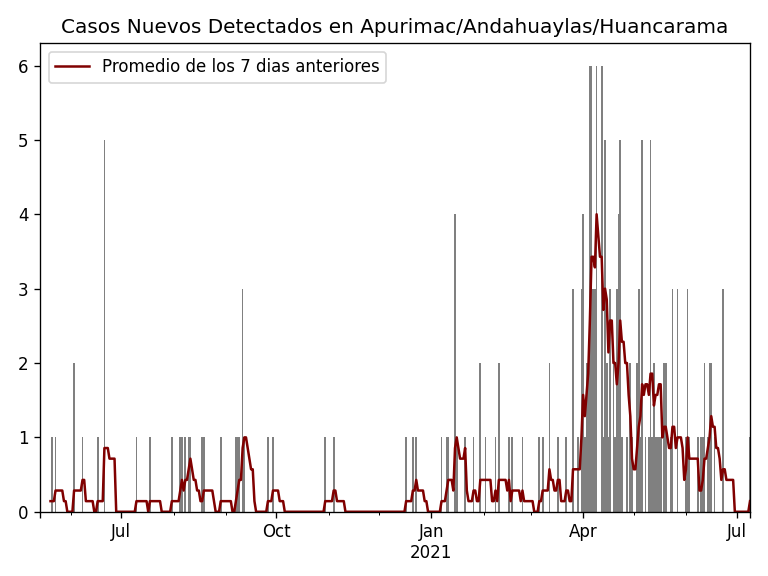 Casos Nuevos Detectados en Apurimac/Andahuaylas/Huancarama
Promedio de los 7 dias anteriores
6
5
4
3
2
1
0
Jul Oct Jan Apr Jul
2021